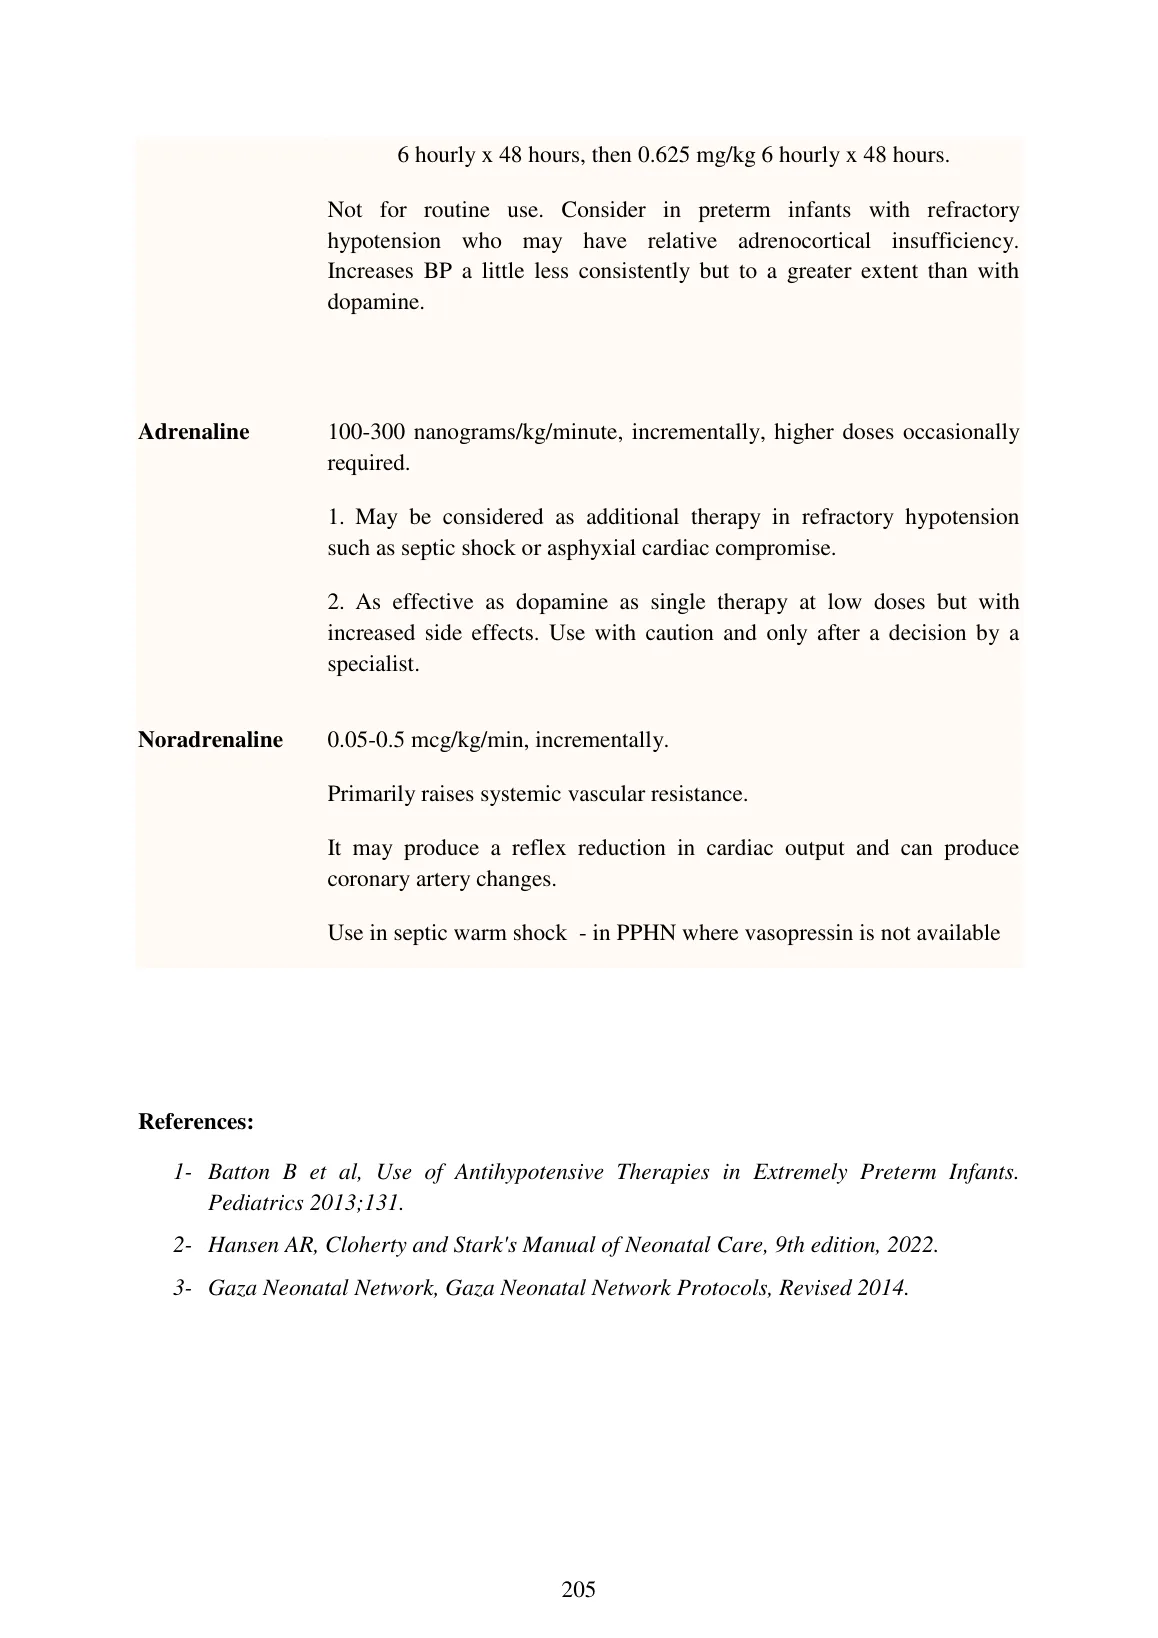 6 hourly x 48 hours, then 0.625 mg/kg 6 hourly x 48 hours.
Not for routine use. Consider in preterm infants with refractory
hypotension who may have relative adrenocortical insufficiency.
Increases BP a little less consistently but to a greater extent than with
dopamine.
Adrenaline 100-300 nanograms/kg/minute, incrementally, higher doses occasionally
required.
1. May be considered as additional therapy in refractory hypotension
such as septic shock or asphyxial cardiac compromise.
2. As effective as dopamine as single therapy at low doses but with
increased side effects. Use with caution and only after a decision by a
specialist.
Noradrenaline 0.05-0.5 mcg/kg/min, incrementally.
Primarily raises systemic vascular resistance.
It may produce a reflex reduction in cardiac output and can produce
coronary artery changes.
Use in septic warm shock - in PPHN where vasopressin is not available
References:
1- Batton B et al, Use of Antihypotensive Therapies in Extremely Preterm Infants.
Pediatrics 2013;131.
2- Hansen AR, Cloherty and Stark's Manual of Neonatal Care, 9th edition, 2022.
3- Gaza Neonatal Network, Gaza Neonatal Network Protocols, Revised 2014.
205